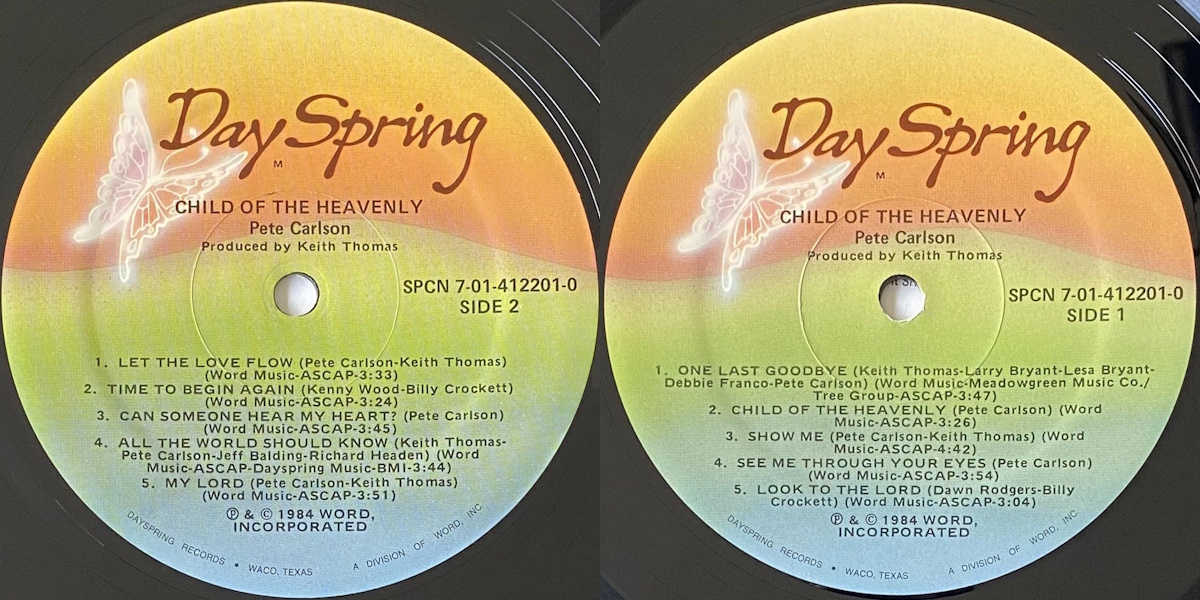 Day Spring
M
CHILD OF THE HEAVENLY
Pete Carlson
Produced by Keith Thomas
SPCN 7-01-412201-0
SIDE 2
1. LET THE LOVE FLOW (Pete Carlson-Keith Thomas)
(Word Music-ASCAP-3:33)
2. TIME TO BEGIN AGAIN (Kenny Wood-Billy Crockett)
(Word Music-ASCAP-3:24)
3. CAN SOMEONE HEAR MY HEART? (Pete Carlson)
(Word Music-ASCAP-3:45)
4. ALL THE WORLD SHOULD KNOW (Keith Thomas-
Pete Carlson-Jeff Balding-Richard Headen) (Word
Music-ASCAP-Dayspring Music-BMI-3:44)
5. MY LORD (Pete Carlson-Keith Thomas)
(Word Music-ASCAP-3:51)
℗ & © 1984 WORD,
INCORPORATED
DAYSPRING RECORDS • WACO, TEXAS A DIVISION OF WORD, INC
Day Spring
M
CHILD OF THE HEAVENLY
Pete Carlson
Produced by Keith Thomas
SPCN 7-01-412201-0
SIDE 1
1. ONE LAST GOODBYE (Keith Thomas-Larry Bryant-Lesa Bryant-
Debbie Franco-Pete Carlson) (Word Music-Meadowgreen Music Co./
Tree Group-ASCAP-3:47)
2. CHILD OF THE HEAVENLY (Pete Carlson) (Word
Music-ASCAP-3:26)
3. SHOW ME (Pete Carlson-Keith Thomas) (Word
Music-ASCAP-4:42)
4. SEE ME THROUGH YOUR EYES (Pete Carlson)
(Word Music-ASCAP-3:54)
5. LOOK TO THE LORD (Dawn Rodgers-Billy
Crockett) (Word Music-ASCAP-3:04)
℗ & © 1984 WORD,
INCORPORATED
DAYSPRING RECORDS • WACO, TEXAS A DIVISION OF WORD, INC